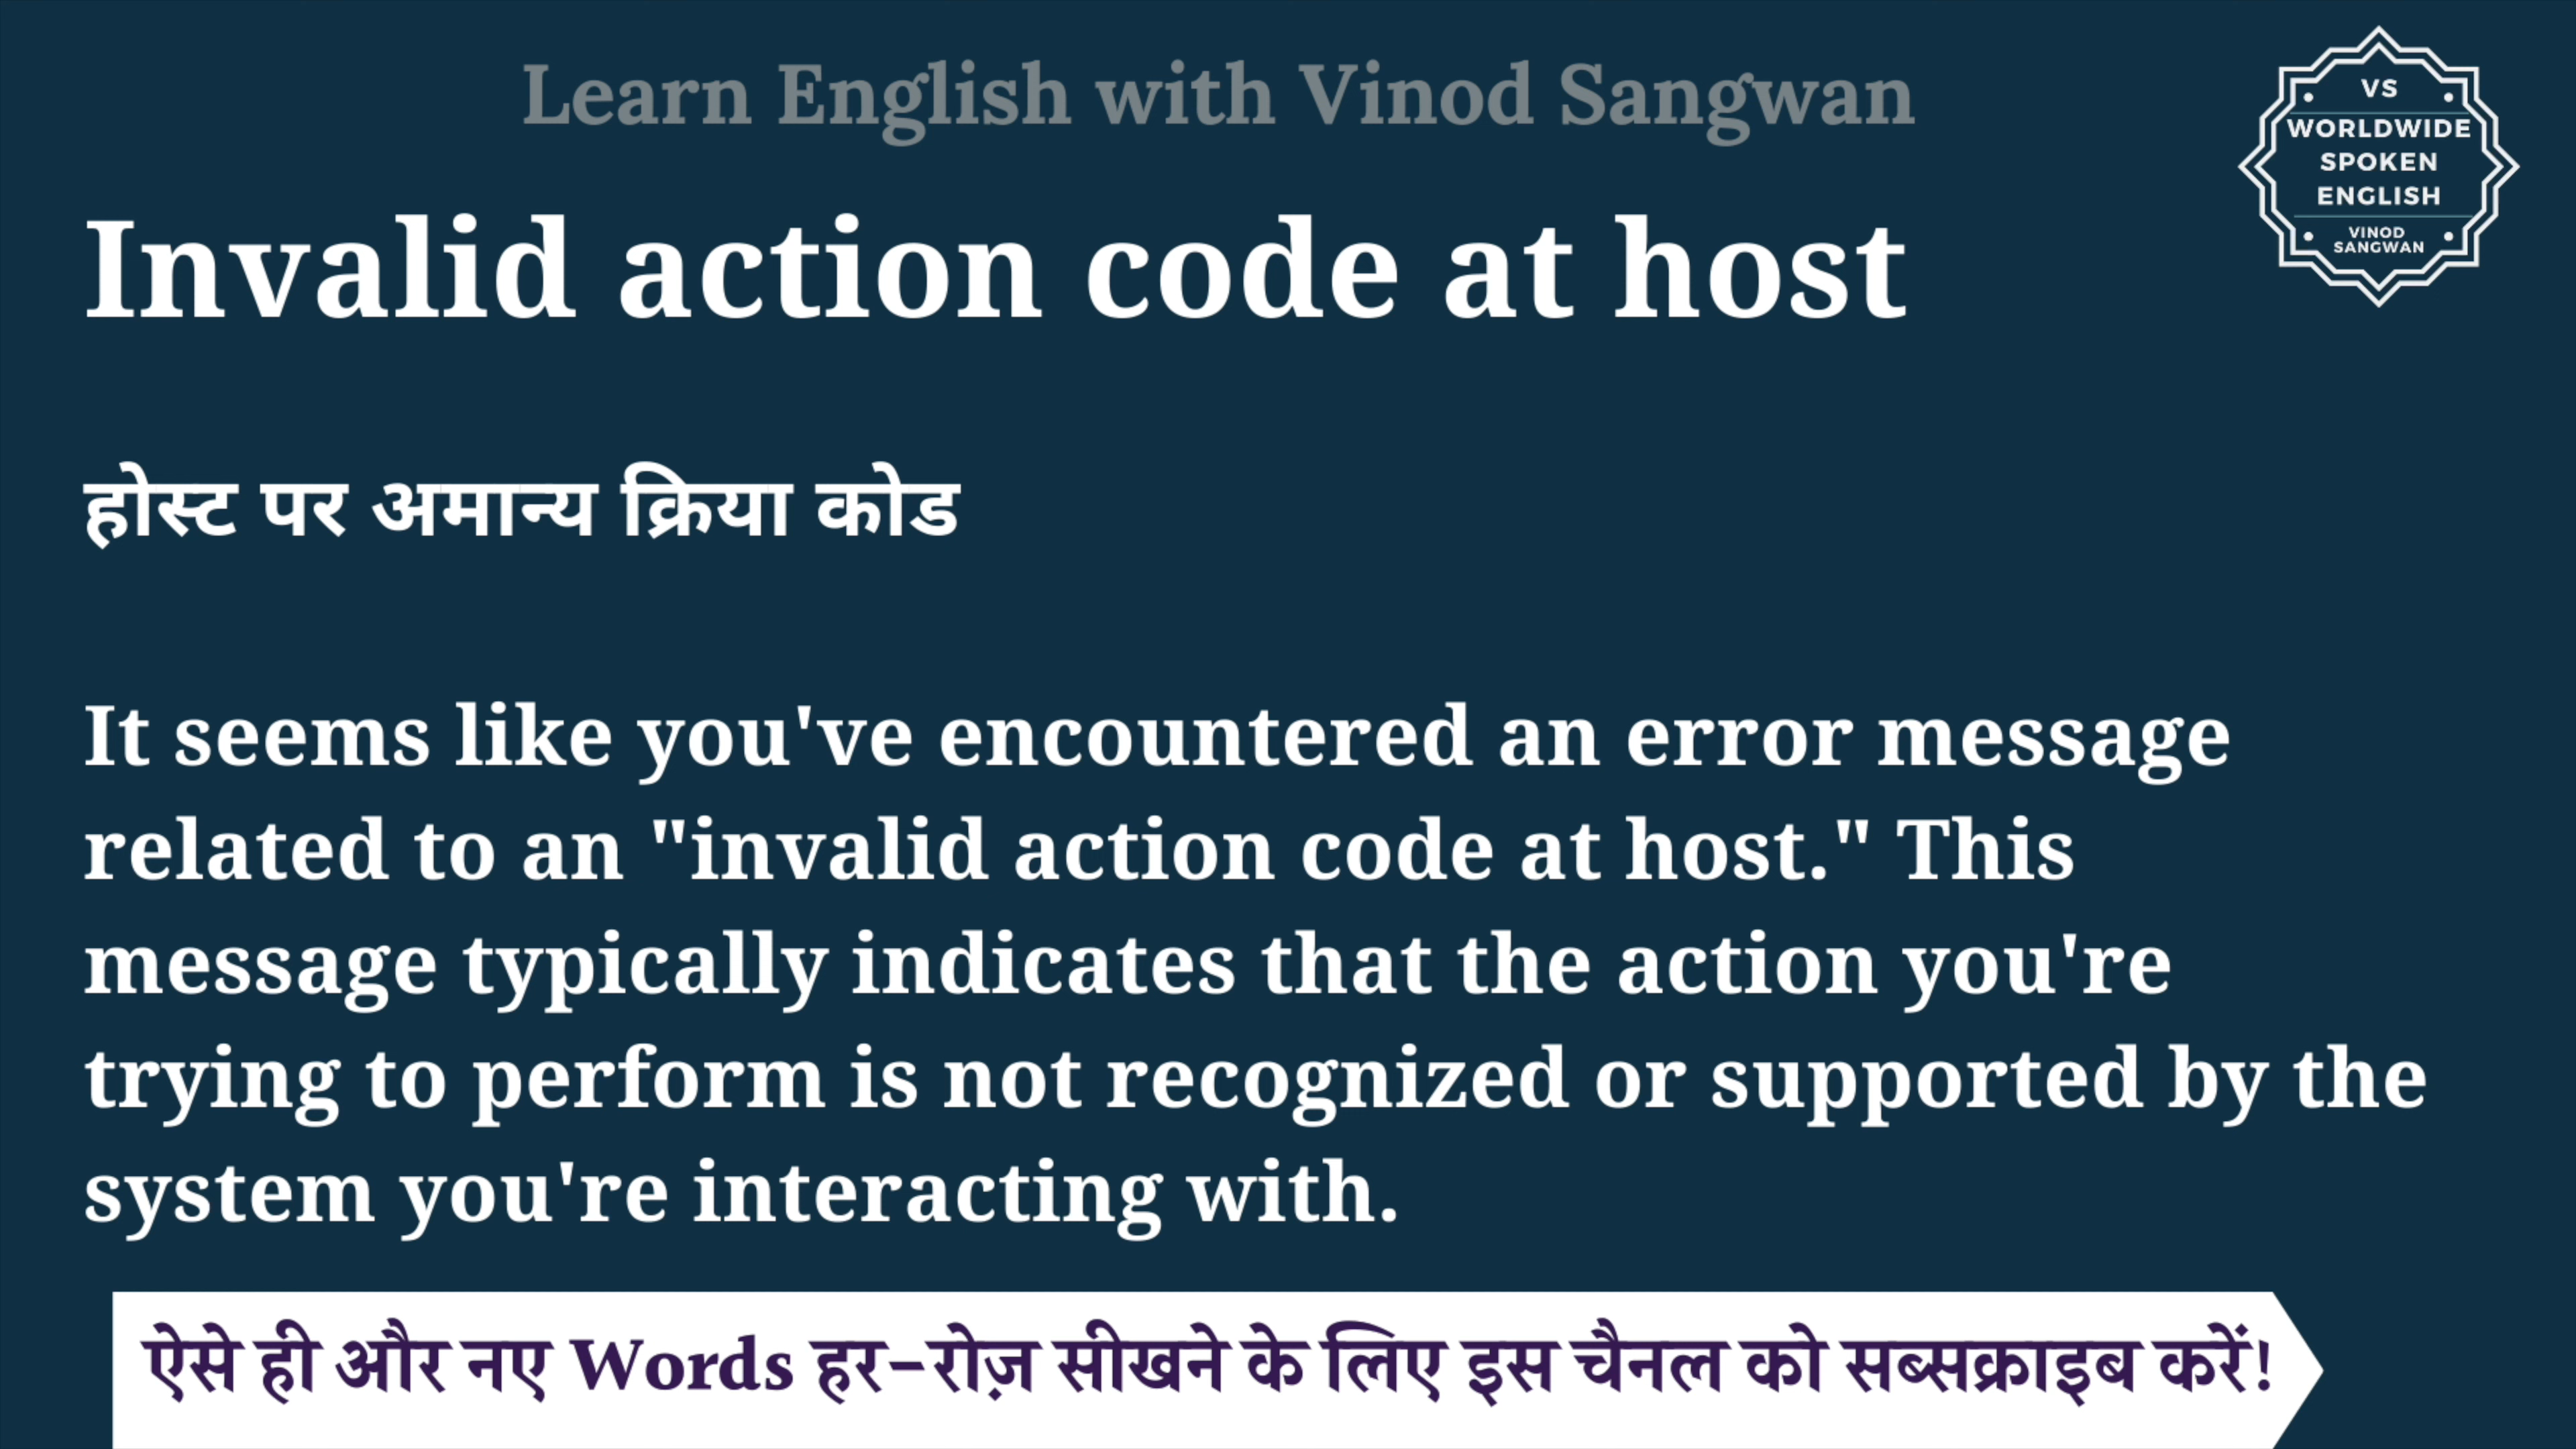 Learn English with Vinod Sangwan
VS
WORLDWIDE
SPOKEN
ENGLISH
VINOD
SANGWAN
Invalid action code at host
होस्ट पर अमान्य क्रिया कोड
It seems like you've encountered an error message
related to an "invalid action code at host." This
message typically indicates that the action you're
trying to perform is not recognized or supported by the
system you're interacting with.
ऐसे ही और नए Words हर-रोज़ सीखने के लिए इस चैनल को सब्सक्राइब करें!